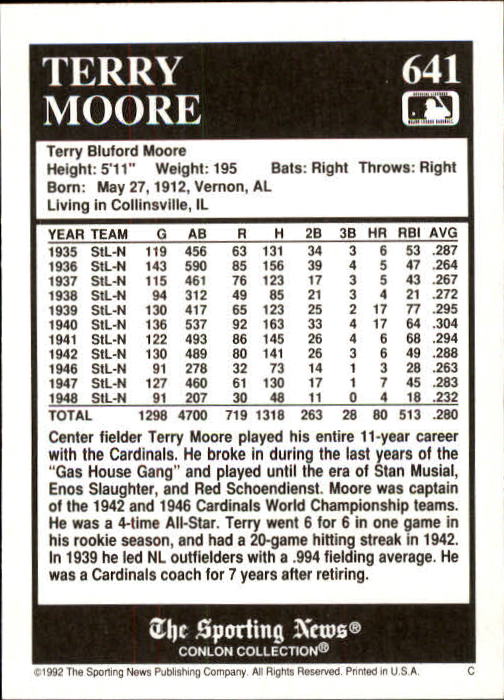 TERRY
MOORE
641
Terry Bluford Moore
Height: 5'11" Weight: 195 Bats: Right Throws: Right
Born: May 27, 1912, Vernon, AL
Living in Collinsville, IL
YEAR TEAM G AB R H 2B 3B HR RBI AVG
1935 StL-N 119 456 63 131 34 3 6 53 .287
1936 StL-N 143 590 85 156 39 4 5 47 .264
1937 StL-N 115 461 76 123 17 3 5 43 .267
1938 StL-N 94 312 49 85 21 3 4 21 .272
1939 StL-N 130 417 65 123 25 2 17 77 .295
1940 StL-N 136 537 92 163 33 4 17 64 .304
1941 StL-N 122 493 86 145 26 4 6 68 .294
1942 StL-N 130 489 80 141 26 3 6 49 .288
1946 StL-N 91 278 32 73 14 1 3 28 .263
1947 StL-N 127 460 61 130 17 1 7 45 .283
1948 StL-N 91 207 30 48 11 0 4 18 .232
TOTAL 1298 4700 719 1318 263 28 80 513 .280
Center fielder Terry Moore played his entire 11-year career
with the Cardinals. He broke in during the last years of the
"Gas House Gang" and played until the era of Stan Musial,
Enos Slaughter, and Red Schoendienst. Moore was captain
of the 1942 and 1946 Cardinals World Championship teams.
He was a 4-time All-Star. Terry went 6 for 6 in one game in
his rookie season, and had a 20-game hitting streak in 1942.
In 1939 he led NL outfielders with a .994 fielding average. He
was a Cardinals coach for 7 years after retiring.
The Sporting News®
CONLON COLLECTION®
©1992 The Sporting News Publishing Company. All Rights Reserved. Printed in U.S.A. C